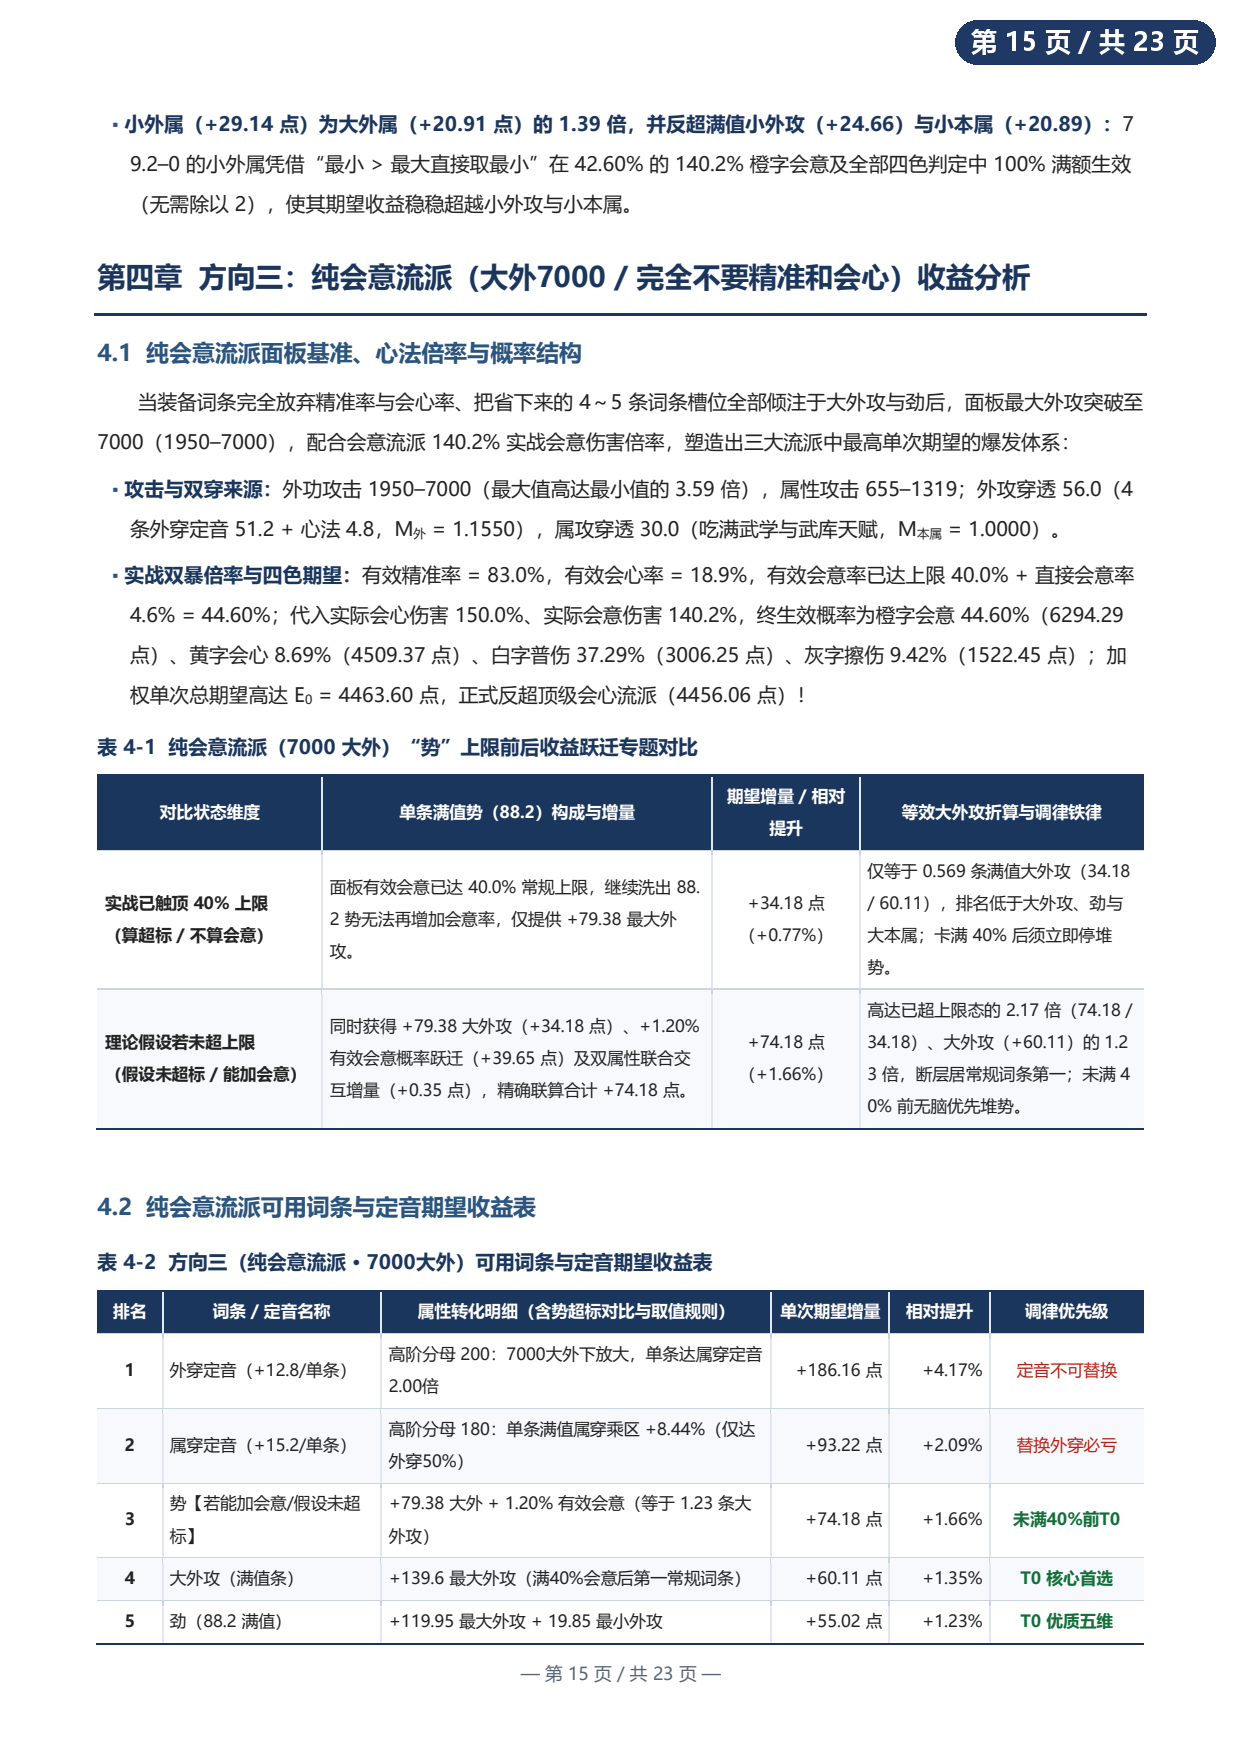 第 15 页 / 共 23 页
· 小外属（+29.14 点）为大外属（+20.91 点）的 1.39 倍，并反超满值小外攻（+24.66）与小本属（+20.89）：7
9.2–0 的小外属凭借“最小 > 最大直接取最小”在 42.60% 的 140.2% 橙字会意及全部四色判定中 100% 满额生效
（无需除以 2），使其期望收益稳稳超越小外攻与小本属。
第四章 方向三：纯会意流派（大外7000 / 完全不要精准和会心）收益分析
4.1 纯会意流派面板基准、心法倍率与概率结构
当装备词条完全放弃精准率与会心率、把省下来的 4～5 条词条槽位全部倾注于大外攻与劲后，面板最大外攻突破至
7000（1950–7000），配合会意流派 140.2% 实战会意伤害倍率，塑造出三大流派中最高单次期望的爆发体系：
· 攻击与双穿来源：外功攻击 1950–7000（最大值高达最小值的 3.59 倍），属性攻击 655–1319；外攻穿透 56.0（4
条外穿定音 51.2 + 心法 4.8，M外 = 1.1550），属攻穿透 30.0（吃满武学与武库天赋，M本属 = 1.0000）。
· 实战双暴倍率与四色期望：有效精准率 = 83.0%，有效会心率 = 18.9%，有效会意率已达上限 40.0% + 直接会意率
4.6% = 44.60%；代入实际会心伤害 150.0%、实际会意伤害 140.2%，终生效概率为橙字会意 44.60%（6294.29
点）、黄字会心 8.69%（4509.37 点）、白字普伤 37.29%（3006.25 点）、灰字擦伤 9.42%（1522.45 点）；加
权单次总期望高达 E0 = 4463.60 点，正式反超顶级会心流派（4456.06 点）！
表 4-1 纯会意流派（7000 大外）“势”上限前后收益跃迁专题对比
对比状态维度
单条满值势（88.2）构成与增量
期望增量 / 相对
提升
等效大外攻折算与调律铁律
实战已触顶 40% 上限
（算超标 / 不算会意）
面板有效会意已达 40.0% 常规上限，继续洗出 88.
2 势无法再增加会意率，仅提供 +79.38 最大外
攻。
+34.18 点
（+0.77%）
仅等于 0.569 条满值大外攻（34.18
/ 60.11），排名低于大外攻、劲与
大本属；卡满 40% 后须立即停堆
势。
理论假设若未超上限
（假设未超标 / 能加会意）
同时获得 +79.38 大外攻（+34.18 点）、+1.20%
有效会意概率跃迁（+39.65 点）及双属性联合交
互增量（+0.35 点），精确联算合计 +74.18 点。
+74.18 点
（+1.66%）
高达已超上限态的 2.17 倍（74.18 /
34.18）、大外攻（+60.11）的 1.2
3 倍，断层居常规词条第一；未满 4
0% 前无脑优先堆势。
4.2 纯会意流派可用词条与定音期望收益表
表 4-2 方向三（纯会意流派 • 7000大外）可用词条与定音期望收益表
排名
词条 / 定音名称
属性转化明细（含势超标对比与取值规则）
单次期望增量
相对提升
调律优先级
1
外穿定音（+12.8/单条）
高阶分母 200：7000大外下放大，单条达属穿定音
2.00倍
+186.16 点
+4.17%
定音不可替换
2
属穿定音（+15.2/单条）
高阶分母 180：单条满值属穿乘区 +8.44%（仅达
外穿50%）
+93.22 点
+2.09%
替换外穿必亏
3
势【若能加会意/假设未超
标】
+79.38 大外 + 1.20% 有效会意（等于 1.23 条大
外攻）
+74.18 点
+1.66%
未满40%前T0
4
大外攻（满值条）
+139.6 最大外攻（满40%会意后第一常规词条）
+60.11 点
+1.35%
T0 核心首选
5
劲（88.2 满值）
+119.95 最大外攻 + 19.85 最小外攻
+55.02 点
+1.23%
T0 优质五维
— 第 15 页 / 共 23 页 —